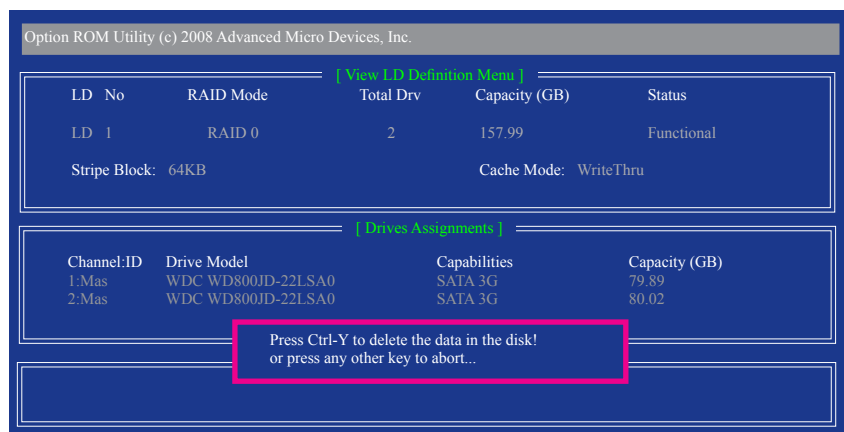 Option ROM Utility (c) 2008 Advanced Micro Devices, Inc.
[ View LD Definition Menu ]
LD No RAID Mode Total Drv Capacity (GB) Status
LD 1 RAID 0 2 157.99 Functional
Stripe Block: 64KB Cache Mode: WriteThru
[ Drives Assignments ]
Channel:ID Drive Model Capabilities Capacity (GB)
1:Mas WDC WD800JD-22LSA0 SATA 3G 79.89
2:Mas WDC WD800JD-22LSA0 SATA 3G 80.02
Press Ctrl-Y to delete the data in the disk!
or press any other key to abort...